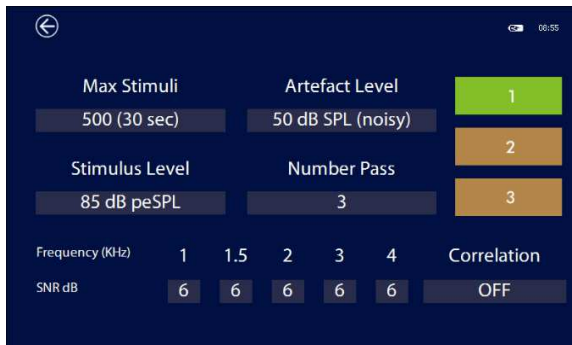 08:55
Max Stimuli Artefact Level
1
500 (30 sec) 50 dB SPL (noisy)
2
Stimulus Level Number Pass
85 dB peSPL 3 3
Frequency (KHz) 1 1.5 2 3 4 Correlation
SNR dB 6 6 6 6 6 OFF